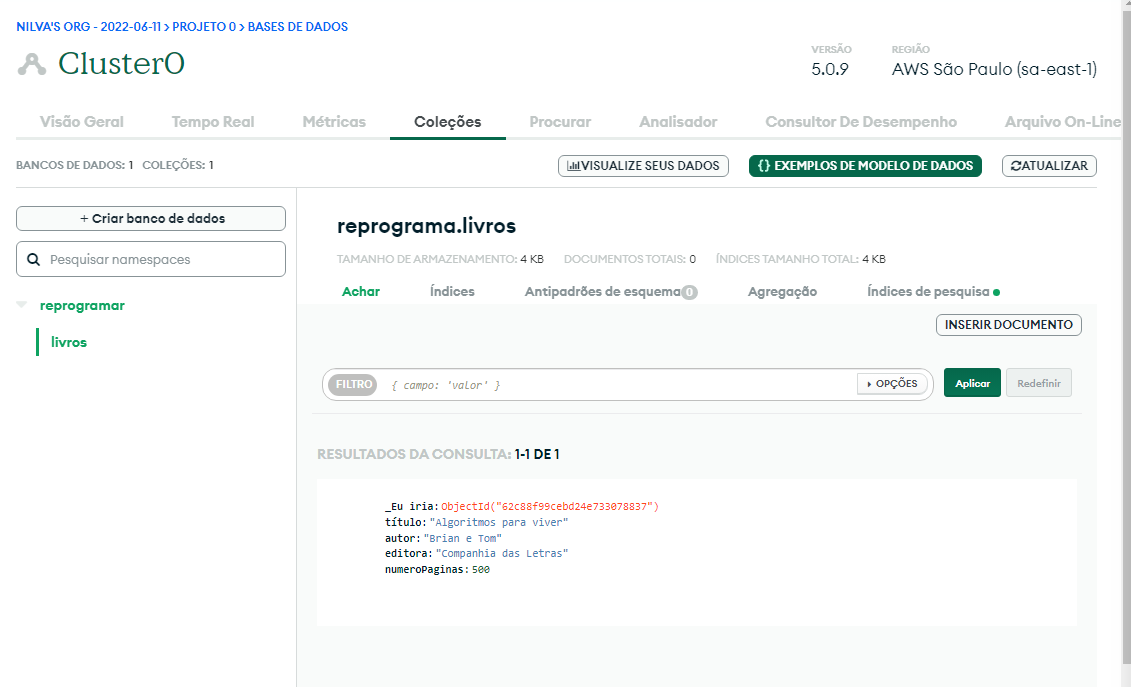 NILVA'S ORG - 2022-06-11 > PROJETO 0 > BASES DE DADOS
Cluster0
VERSÃO
5.0.9
REGIÃO
AWS São Paulo (sa-east-1)
Visão Geral Tempo Real Métricas Coleções Procurar Analisador Consultor De Desempenho Arquivo On-Line
BANCOS DE DADOS: 1 COLEÇÕES: 1
VISUALIZE SEUS DADOS
{} EXEMPLOS DE MODELO DE DADOS
ATUALIZAR
+ Criar banco de dados
Pesquisar namespaces
reprogramar
livros
reprograma.livros
TAMANHO DE ARMAZENAMENTO: 4 KB DOCUMENTOS TOTAIS: 0 ÍNDICES TAMANHO TOTAL: 4 KB
Achar Índices Antipadrões de esquema 0 Agregação Índices de pesquisa
INSERIR DOCUMENTO
FILTRO { campo: 'valor' } OPÇÕES Aplicar Redefinir
RESULTADOS DA CONSULTA: 1-1 DE 1
_Eu iria: ObjectId("62c88f99cebd24e733078837")
título: "Algoritmos para viver"
autor: "Brian e Tom"
editora: "Companhia das Letras"
numeroPaginas: 500